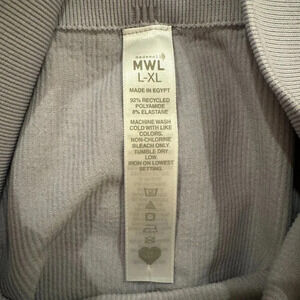 madewell
MWL
L-XL
MADE IN EGYPT
92% RECYCLED
POLYAMIDE
8% ELASTANE
MACHINE WASH
COLD WITH LIKE
COLORS.
NON-CHLORINE
BLEACH ONLY.
TUMBLE DRY
LOW.
IRON ON LOWEST
SETTING.